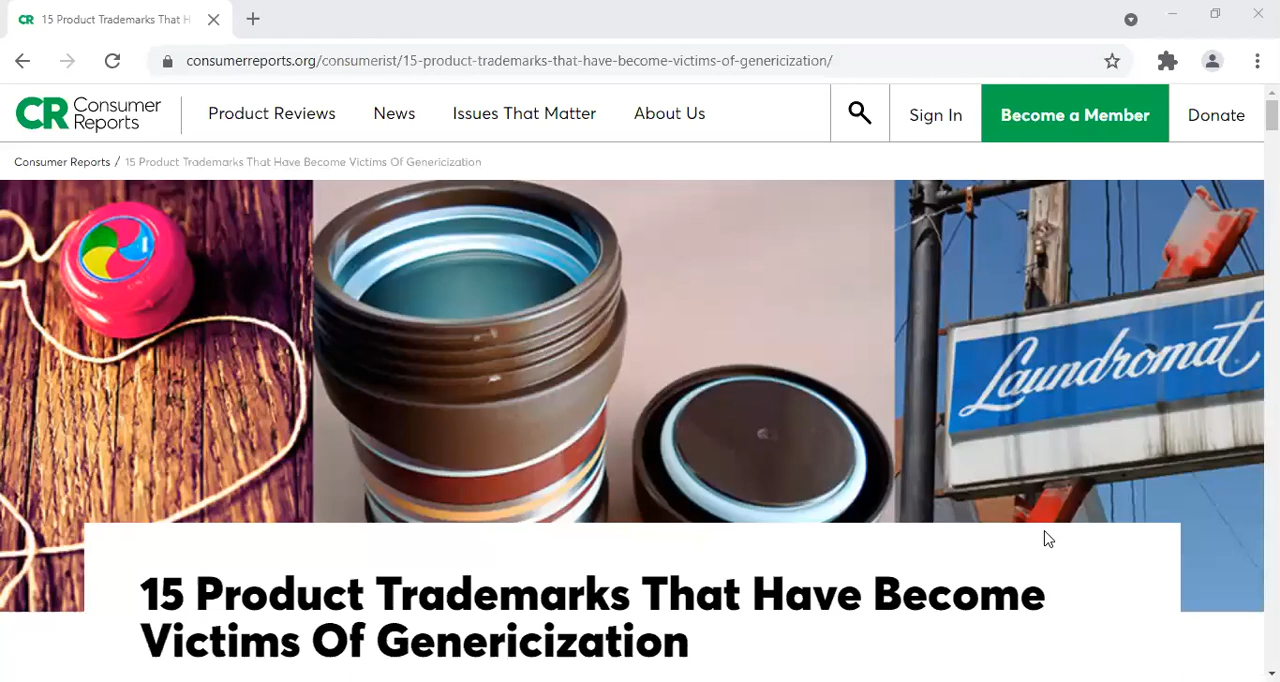 CR 15 Product Trademarks That H
consumerreports.org/consumerist/15-product-trademarks-that-have-become-victims-of-genericization/
CR Consumer
Reports
Product Reviews
News
Issues That Matter
About Us
Sign In
Become a Member
Donate
Consumer Reports / 15 Product Trademarks That Have Become Victims Of Genericization
Laundromat
15 Product Trademarks That Have Become
Victims Of Genericization